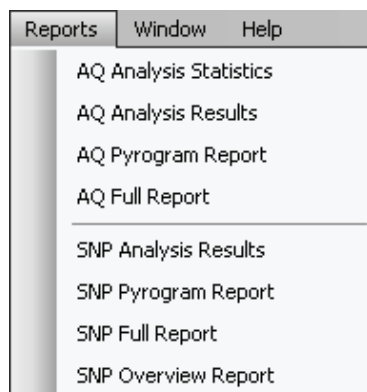 Reports Window Help
AQ Analysis Statistics
AQ Analysis Results
AQ Pyrogram Report
AQ Full Report
SNP Analysis Results
SNP Pyrogram Report
SNP Full Report
SNP Overview Report